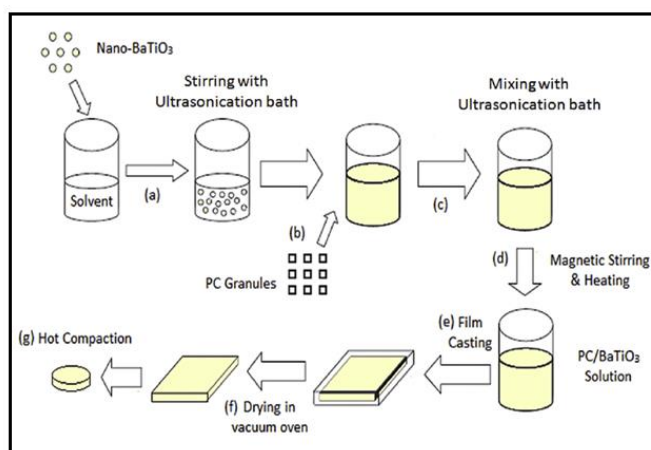 Nano-BaTiO₃
Stirring with
Ultrasonication bath
Mixing with
Ultrasonication bath
Solvent
(a)
(b)
PC Granules
(c)
(d)
Magnetic Stirring
& Heating
(e) Film
Casting
PC/BaTiO₃
Solution
(f) Drying in
vacuum oven
(g) Hot Compaction